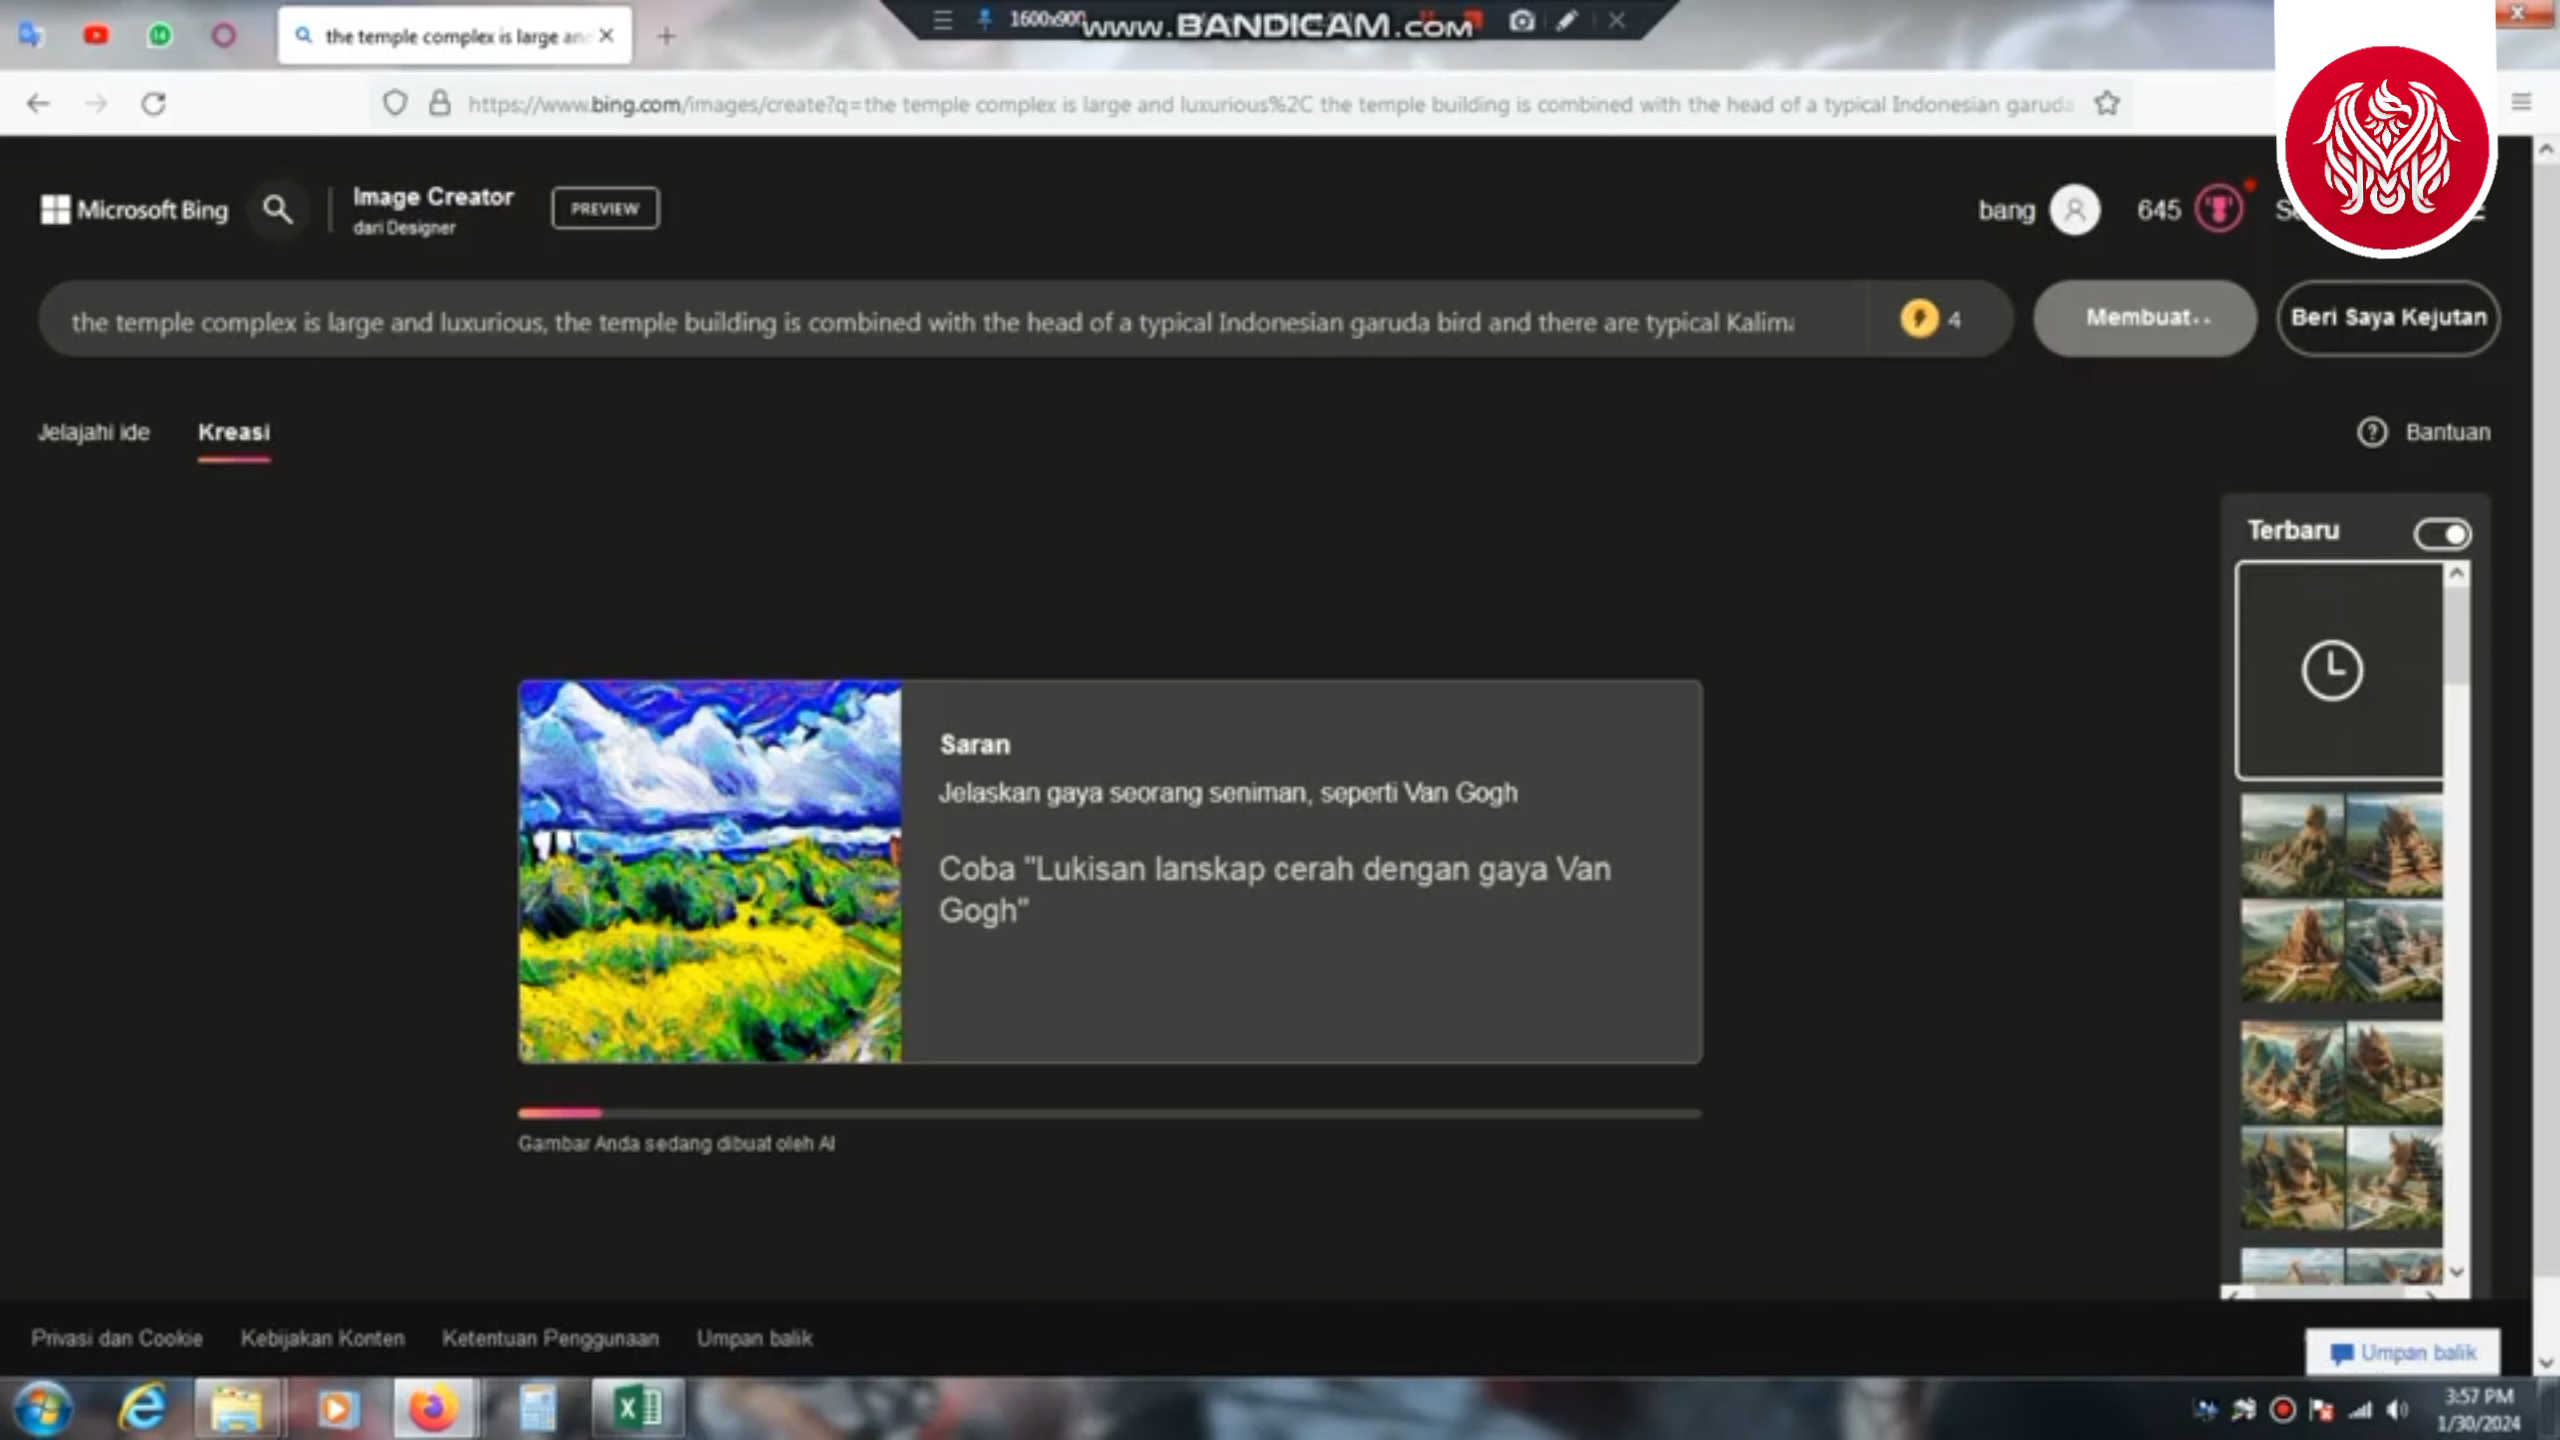 the temple complex is large an
1600x900
www.BANDICAM.com
https://www.bing.com/images/create?q=the temple complex is large and luxurious%2C the temple building is combined with the head of a typical Indonesian garuda
Microsoft Bing
Image Creator
dari Designer
PREVIEW
bang
645
the temple complex is large and luxurious, the temple building is combined with the head of a typical Indonesian garuda bird and there are typical Kalima
4
Membuat..
Beri Saya Kejutan
Jelajahi ide
Kreasi
Bantuan
Terbaru
Saran
Jelaskan gaya seorang seniman, seperti Van Gogh
Coba "Lukisan lanskap cerah dengan gaya Van
Gogh"
Gambar Anda sedang dibuat oleh AI
Privasi dan Cookie
Kebijakan Konten
Ketentuan Penggunaan
Umpan balik
Umpan balik
3:57 PM
1/30/2024